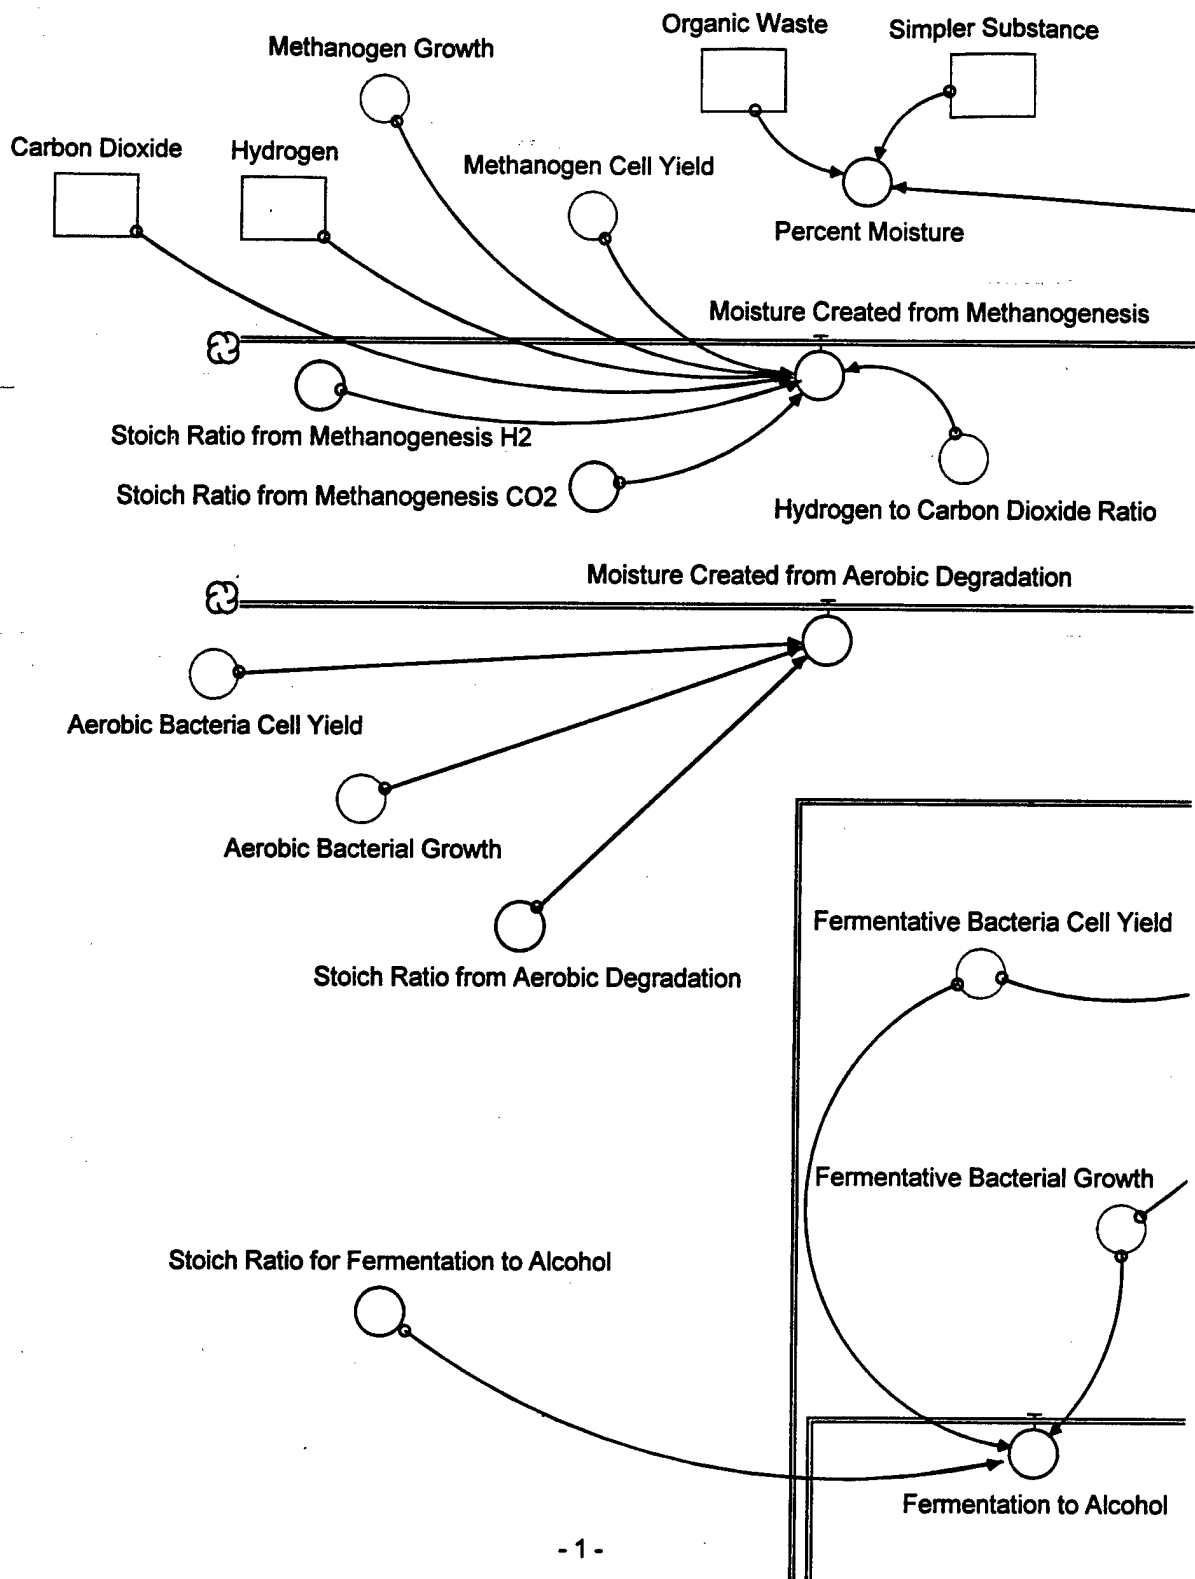 Organic Waste
Simpler Substance
Methanogen Growth
Carbon Dioxide
Hydrogen
Methanogen Cell Yield
Percent Moisture
Moisture Created from Methanogenesis
Stoich Ratio from Methanogenesis H2
Stoich Ratio from Methanogenesis CO2
Hydrogen to Carbon Dioxide Ratio
Moisture Created from Aerobic Degradation
Aerobic Bacteria Cell Yield
Aerobic Bacterial Growth
Fermentative Bacteria Cell Yield
Stoich Ratio from Aerobic Degradation
Fermentative Bacterial Growth
Stoich Ratio for Fermentation to Alcohol
Fermentation to Alcohol
- 1 -